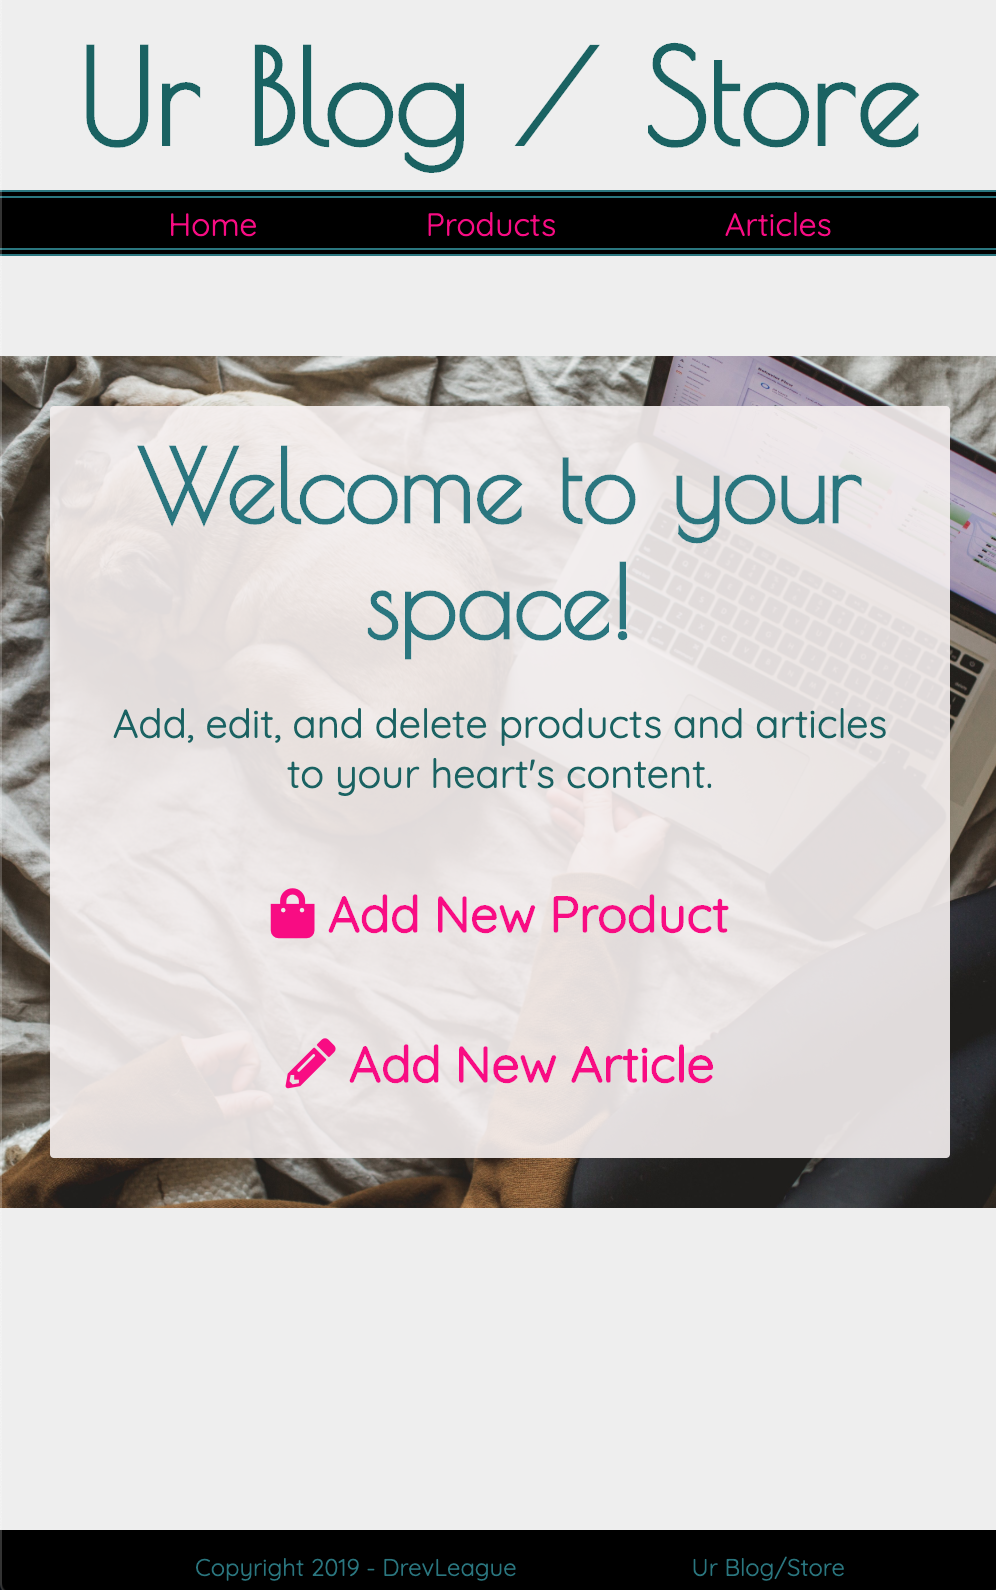 Ur Blog / Store
Home Products Articles
Welcome to your
space!
Add, edit, and delete products and articles
to your heart's content.
Add New Product
Add New Article
Copyright 2019 - DrevLeague Ur Blog/Store